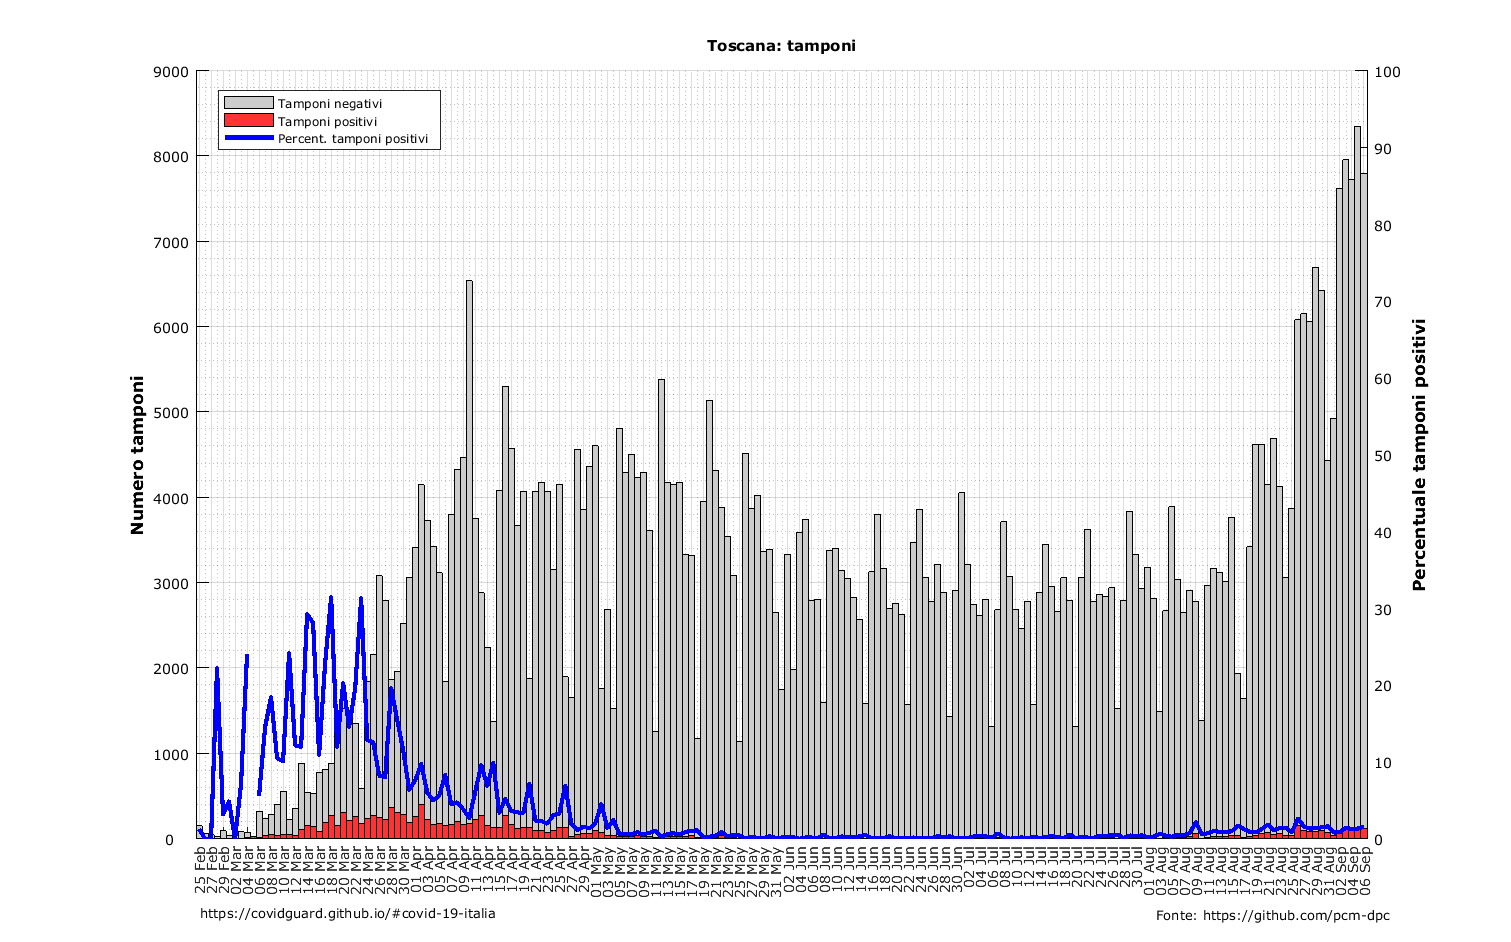 Toscana: tamponi
Tamponi negativi
Tamponi positivi
Percent. tamponi positivi
Numero tamponi
9000
8000
7000
6000
5000
4000
3000
2000
1000
0
100
90
80
70
60
50
40
30
20
10
0
Percentuale tamponi positivi
25 Feb
27 Feb
29 Feb
02 Mar
04 Mar
06 Mar
08 Mar
10 Mar
12 Mar
14 Mar
16 Mar
18 Mar
20 Mar
22 Mar
24 Mar
26 Mar
28 Mar
30 Mar
01 Apr
03 Apr
05 Apr
07 Apr
09 Apr
11 Apr
13 Apr
15 Apr
17 Apr
19 Apr
21 Apr
23 Apr
25 Apr
27 Apr
29 Apr
01 May
03 May
05 May
07 May
09 May
11 May
13 May
15 May
17 May
19 May
21 May
23 May
25 May
27 May
29 May
31 May
02 Jun
04 Jun
06 Jun
08 Jun
10 Jun
12 Jun
14 Jun
16 Jun
18 Jun
20 Jun
22 Jun
24 Jun
26 Jun
28 Jun
30 Jun
02 Jul
04 Jul
06 Jul
08 Jul
10 Jul
12 Jul
14 Jul
16 Jul
18 Jul
20 Jul
22 Jul
24 Jul
26 Jul
28 Jul
30 Jul
01 Aug
03 Aug
05 Aug
07 Aug
09 Aug
11 Aug
13 Aug
15 Aug
17 Aug
19 Aug
21 Aug
23 Aug
25 Aug
27 Aug
29 Aug
31 Aug
02 Sep
04 Sep
06 Sep
https://covidguard.github.io/#covid-19-italia
Fonte: https://github.com/pcm-dpc